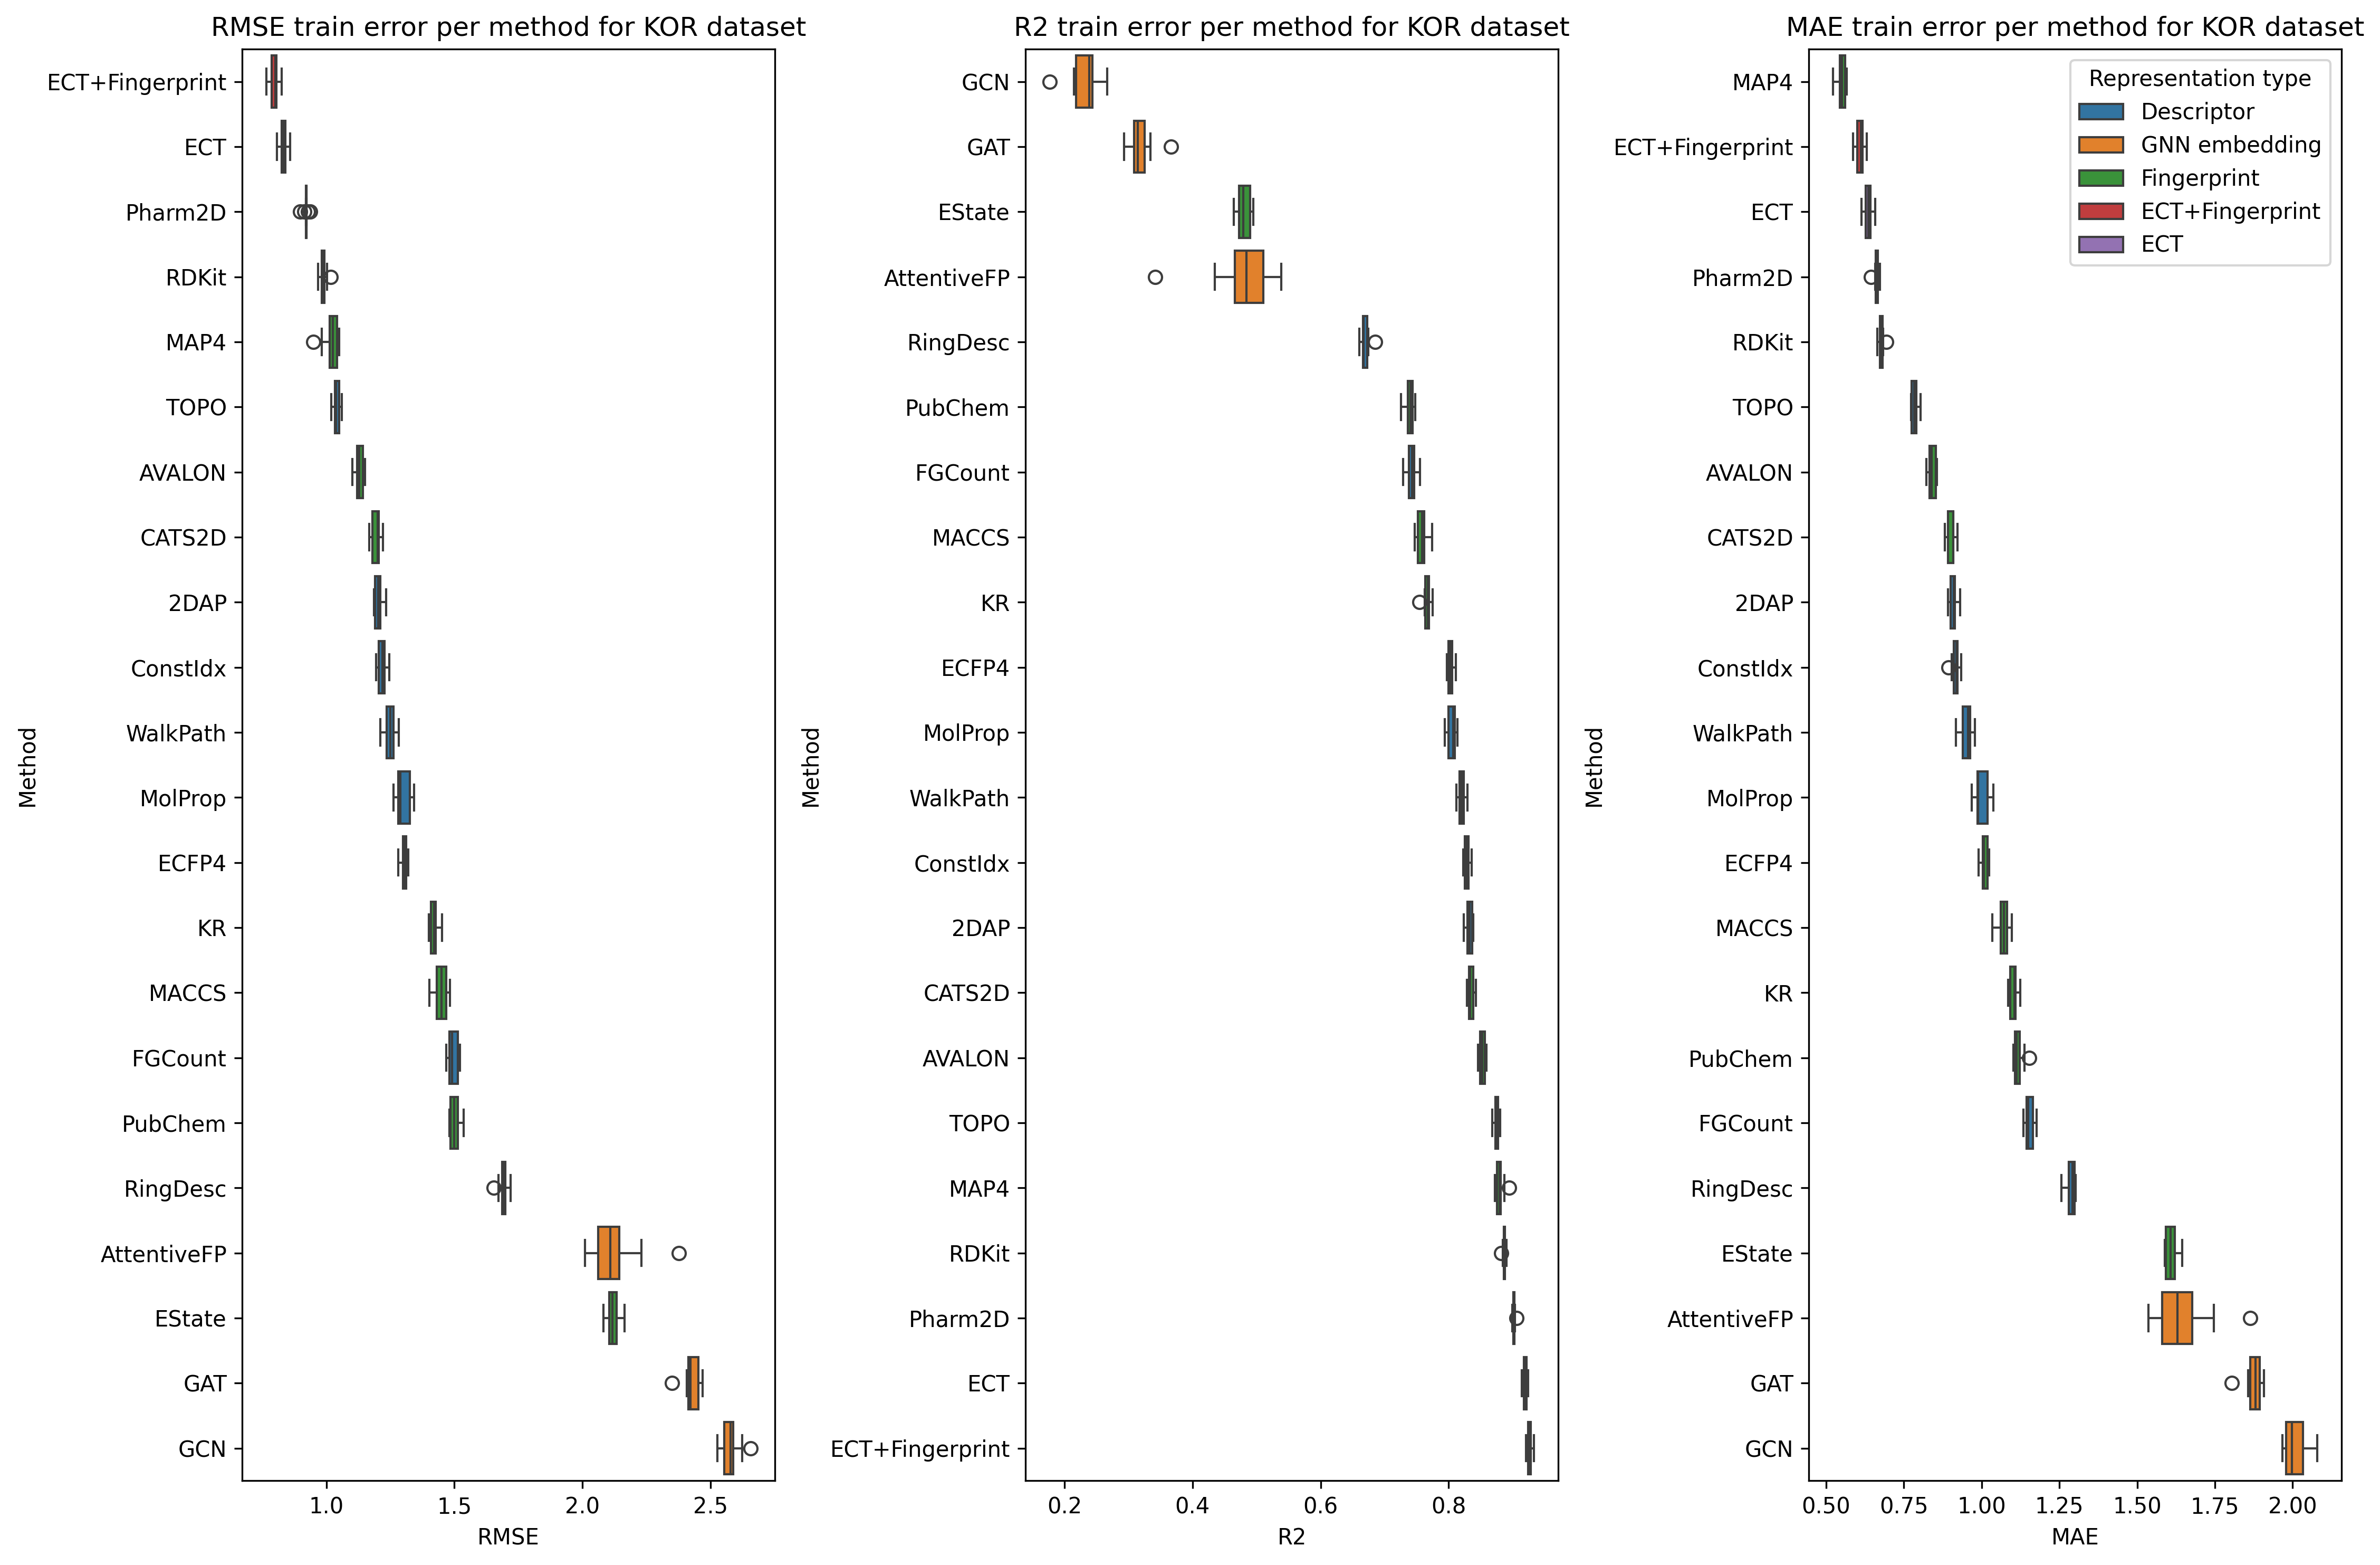 RMSE train error per method for KOR dataset
Method
ECT+Fingerprint
ECT
Pharm2D
RDKit
MAP4
TOPO
AVALON
CATS2D
2DAP
ConstIdx
WalkPath
MolProp
ECFP4
KR
MACCS
FGCount
PubChem
RingDesc
AttentiveFP
EState
GAT
GCN
1.0 1.5 2.0 2.5
RMSE
R2 train error per method for KOR dataset
Method
GCN
GAT
EState
AttentiveFP
RingDesc
PubChem
FGCount
MACCS
KR
ECFP4
MolProp
WalkPath
ConstIdx
2DAP
CATS2D
AVALON
TOPO
MAP4
RDKit
Pharm2D
ECT
ECT+Fingerprint
0.2 0.4 0.6 0.8
R2
MAE train error per method for KOR dataset
Method
MAP4
ECT+Fingerprint
ECT
Pharm2D
RDKit
TOPO
AVALON
CATS2D
2DAP
ConstIdx
WalkPath
MolProp
ECFP4
MACCS
KR
PubChem
FGCount
RingDesc
EState
AttentiveFP
GAT
GCN
0.50 0.75 1.00 1.25 1.50 1.75 2.00
MAE
Representation type
Descriptor
GNN embedding
Fingerprint
ECT+Fingerprint
ECT